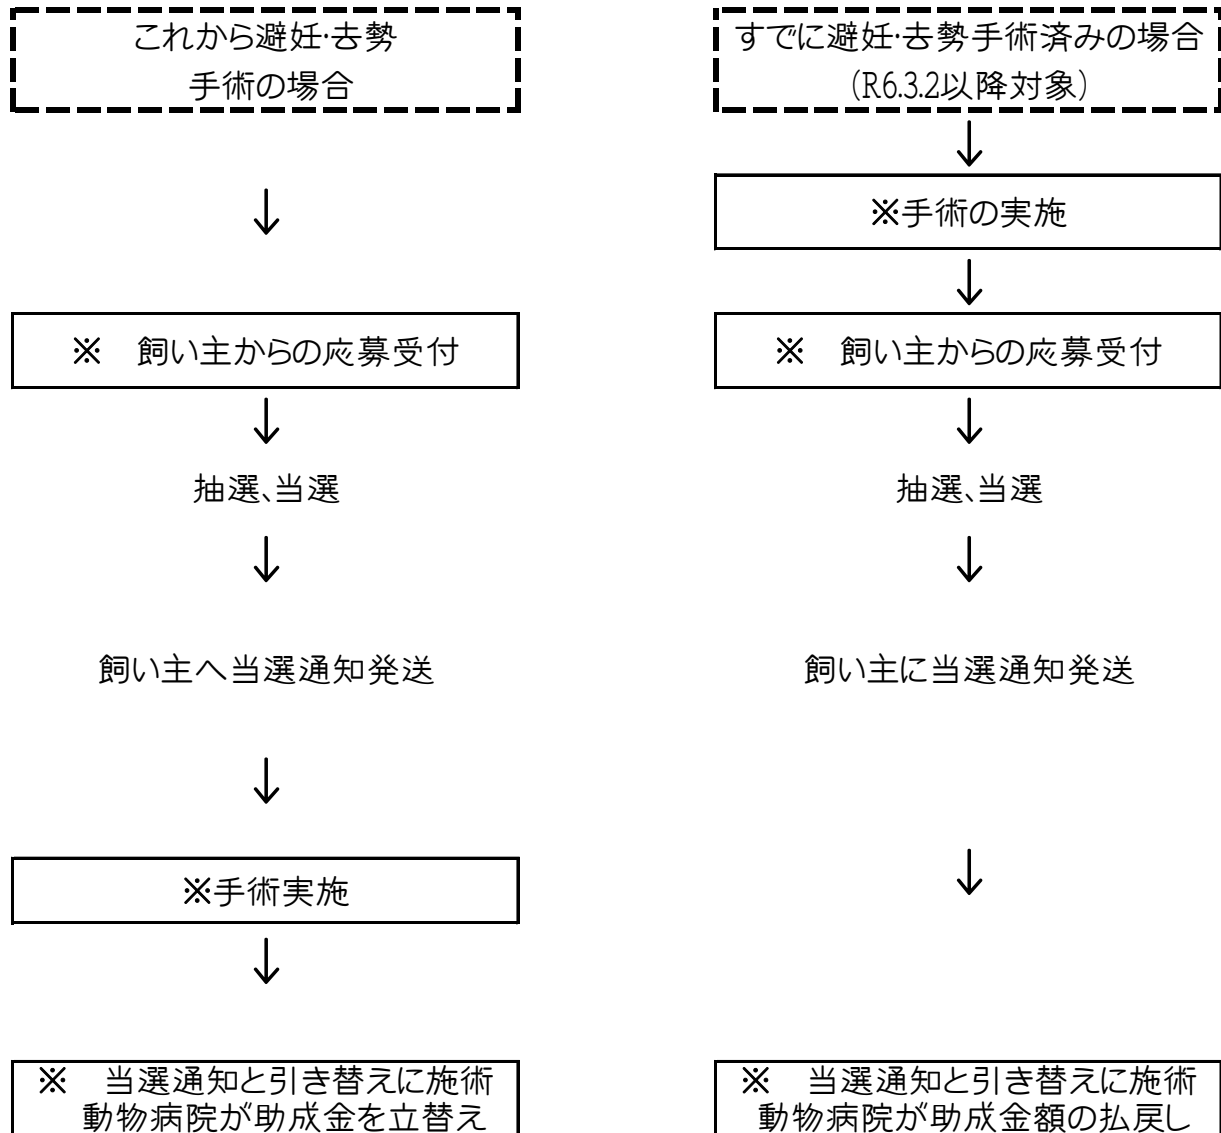 これから避妊・去勢
手術の場合
↓
※　飼い主からの応募受付
↓
抽選、当選
↓
飼い主へ当選通知発送
↓
※手術実施
↓
※　当選通知と引き替えに施術
動物病院が助成金を立替え
すでに避妊・去勢手術済みの場合
（R6.3.2以降対象）
↓
※手術の実施
↓
※　飼い主からの応募受付
↓
抽選、当選
↓
飼い主に当選通知発送
↓
※　当選通知と引き替えに施術
動物病院が助成金額の払戻し